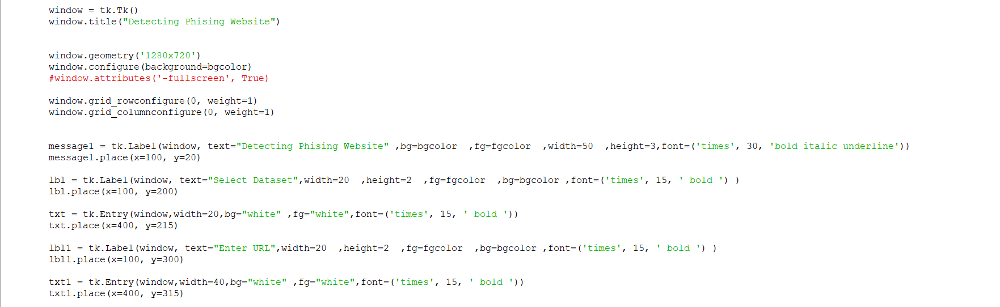 window = tk.Tk()
window.title("Detecting Phising Website")
window.geometry('1280x720')
window.configure(background=bgcolor)
#window.attributes('-fullscreen', True)
window.grid_rowconfigure(0, weight=1)
window.grid_columnconfigure(0, weight=1)
message1 = tk.Label(window, text="Detecting Phising Website" ,bg=bgcolor  ,fg=fgcolor  ,width=50  ,height=3,font=('times', 30, 'bold italic underline'))
message1.place(x=100, y=20)
lbl = tk.Label(window, text="Select Dataset",width=20  ,height=2  ,fg=fgcolor  ,bg=bgcolor ,font=('times', 15, ' bold ') )
lbl.place(x=100, y=200)
txt = tk.Entry(window,width=20,bg="white" ,fg="white",font=('times', 15, ' bold '))
txt.place(x=400, y=215)
lbl1 = tk.Label(window, text="Enter URL",width=20  ,height=2  ,fg=fgcolor  ,bg=bgcolor ,font=('times', 15, ' bold ') )
lbl1.place(x=100, y=300)
txt1 = tk.Entry(window,width=40,bg="white" ,fg="white",font=('times', 15, ' bold '))
txt1.place(x=400, y=315)